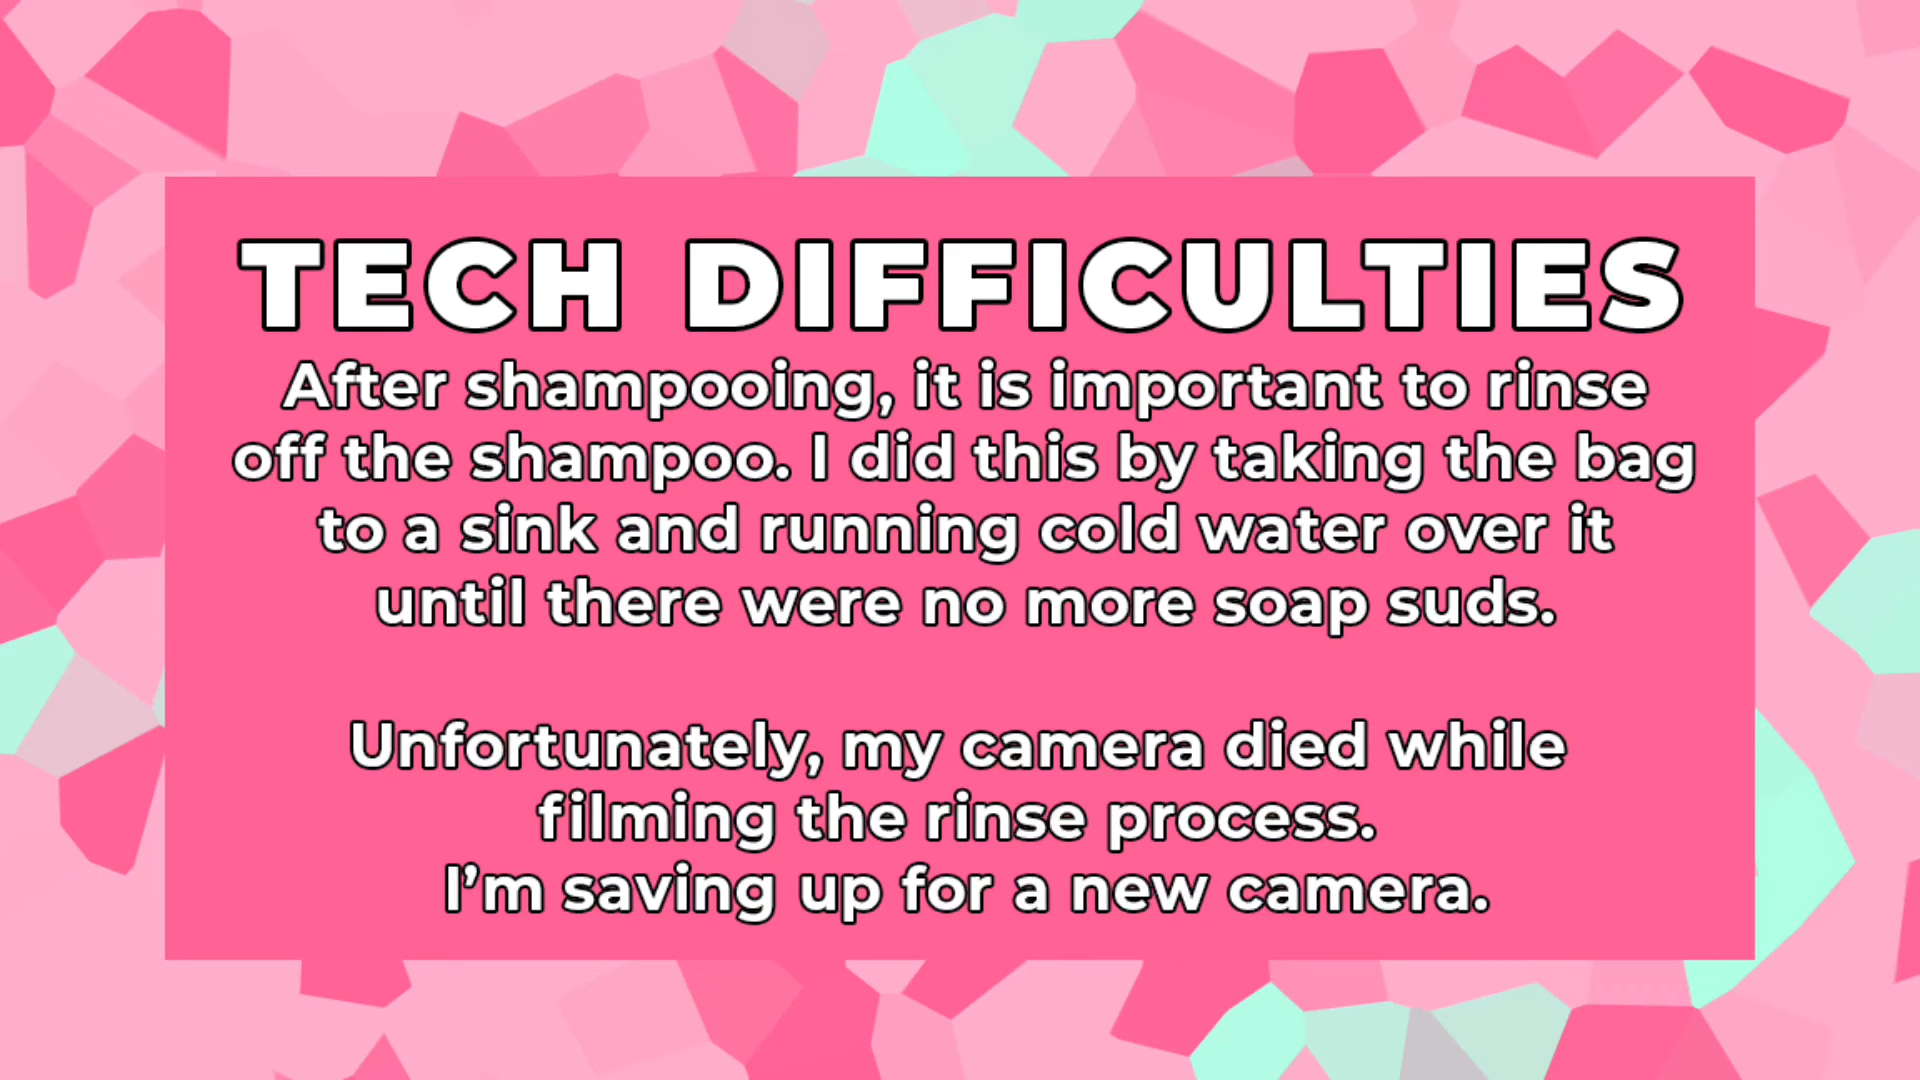 TECH DIFFICULTIES
After shampooing, it is important to rinse
off the shampoo. I did this by taking the bag
to a sink and running cold water over it
until there were no more soap suds.
Unfortunately, my camera died while
filming the rinse process.
I’m saving up for a new camera.